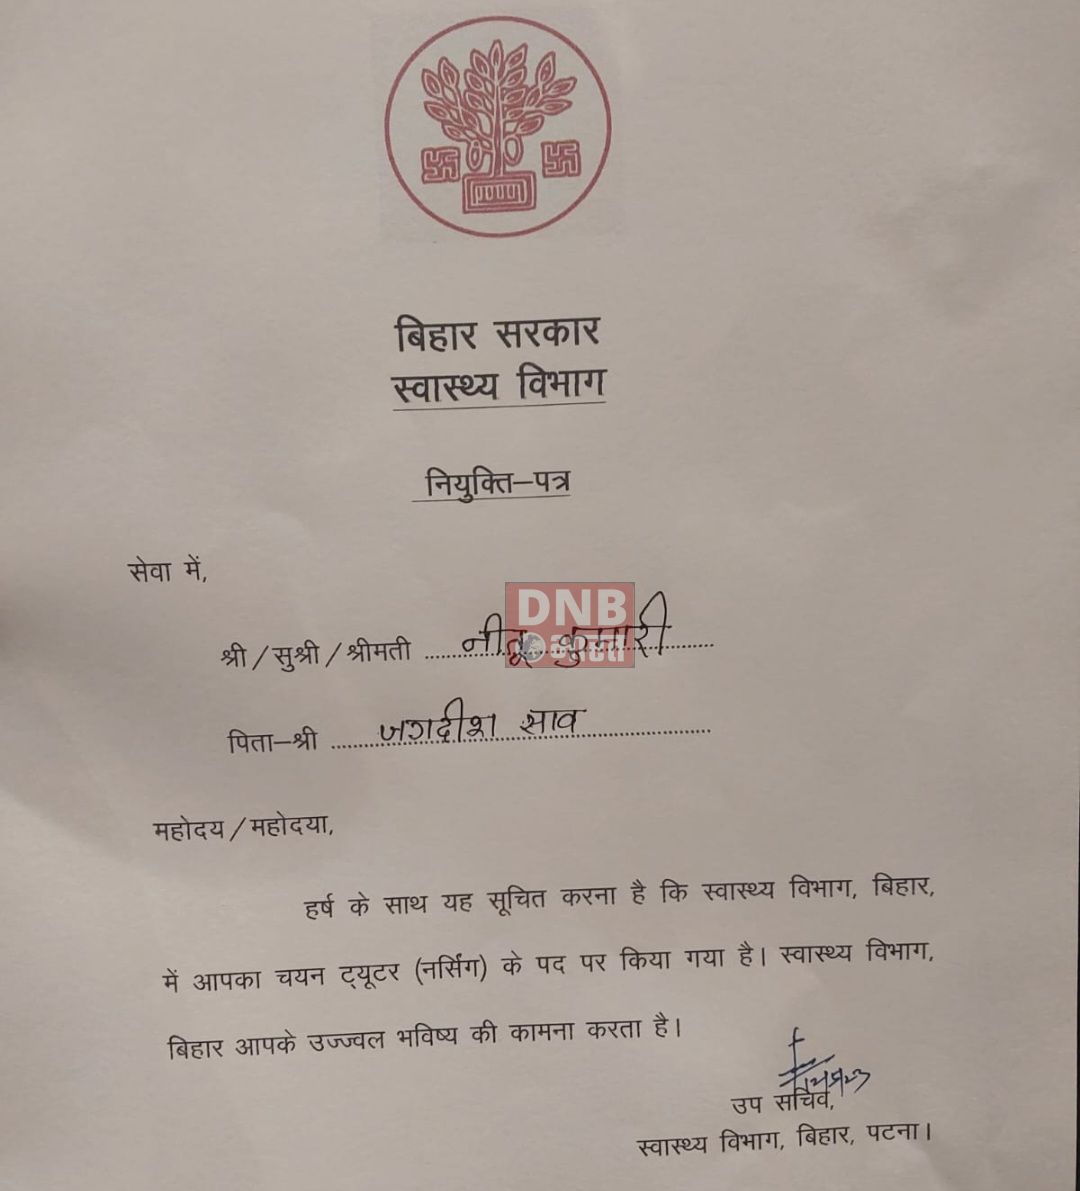 बिहार सरकार
स्वास्थ्य विभाग
नियुक्ति–पत्र
सेवा में,
DNB
भारती
श्री/सुश्री/श्रीमती नीतू कुमारी
पिता–श्री जगदीश साव
महोदय/महोदया,
हर्ष के साथ यह सूचित करना है कि स्वास्थ्य विभाग, बिहार,
में आपका चयन ट्यूटर (नर्सिंग) के पद पर किया गया है। स्वास्थ्य विभाग,
बिहार आपके उज्ज्वल भविष्य की कामना करता है।
उप सचिव,
स्वास्थ्य विभाग, बिहार, पटना।